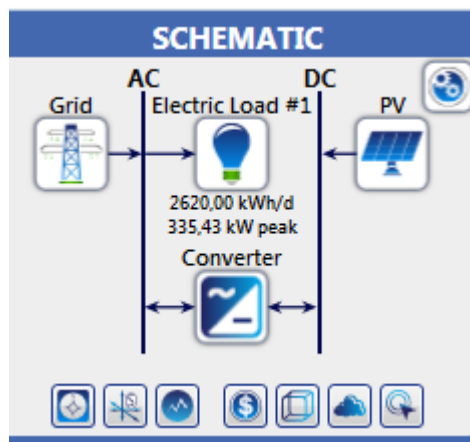 SCHEMATIC
AC DC
Grid Electric Load #1 PV
2620,00 kWh/d
335,43 kW peak
Converter